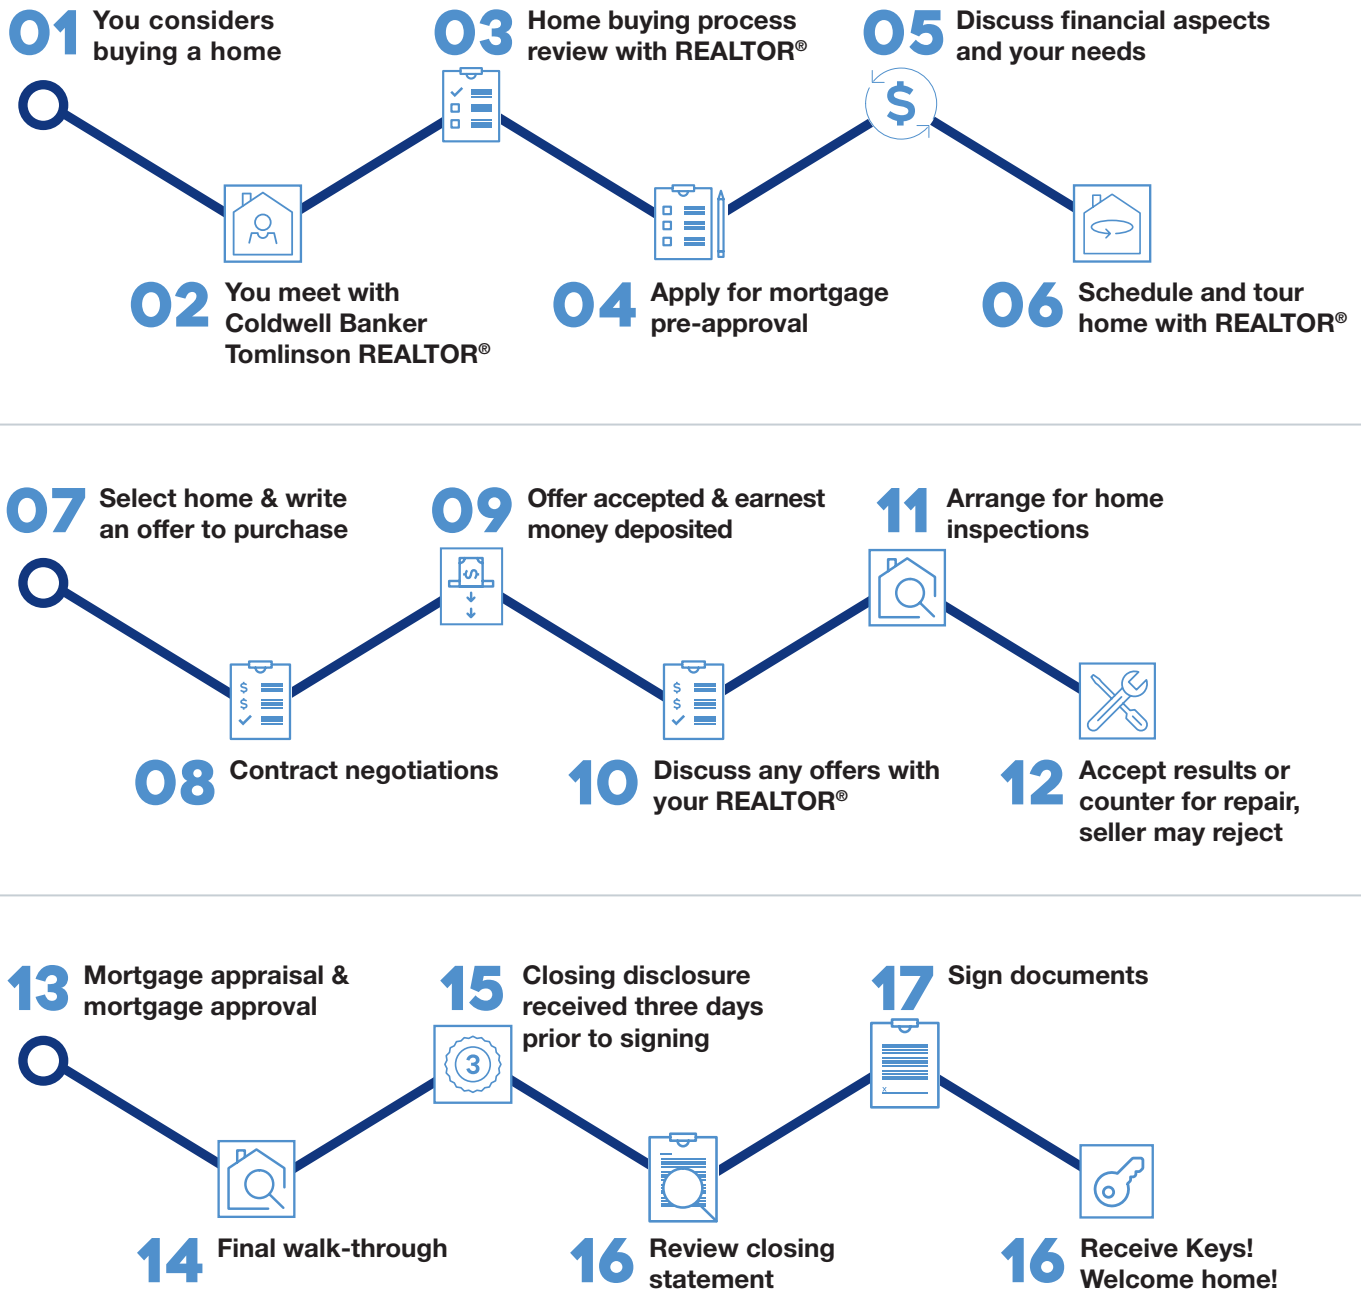 01 You considers
buying a home
03 Home buying process
review with REALTOR®
05 Discuss financial aspects
and your needs
$
02 You meet with
Coldwell Banker
Tomlinson REALTOR®
04 Apply for mortgage
pre-approval
06 Schedule and tour
home with REALTOR®
07 Select home & write
an offer to purchase
09 Offer accepted & earnest
money deposited
11 Arrange for home
inspections
$
$
$
$
$
08 Contract negotiations
10 Discuss any offers with
your REALTOR®
12 Accept results or
counter for repair,
seller may reject
13 Mortgage appraisal &
mortgage approval
15 Closing disclosure
received three days
prior to signing
17 Sign documents
3
x
14 Final walk-through
16 Review closing
statement
16 Receive Keys!
Welcome home!